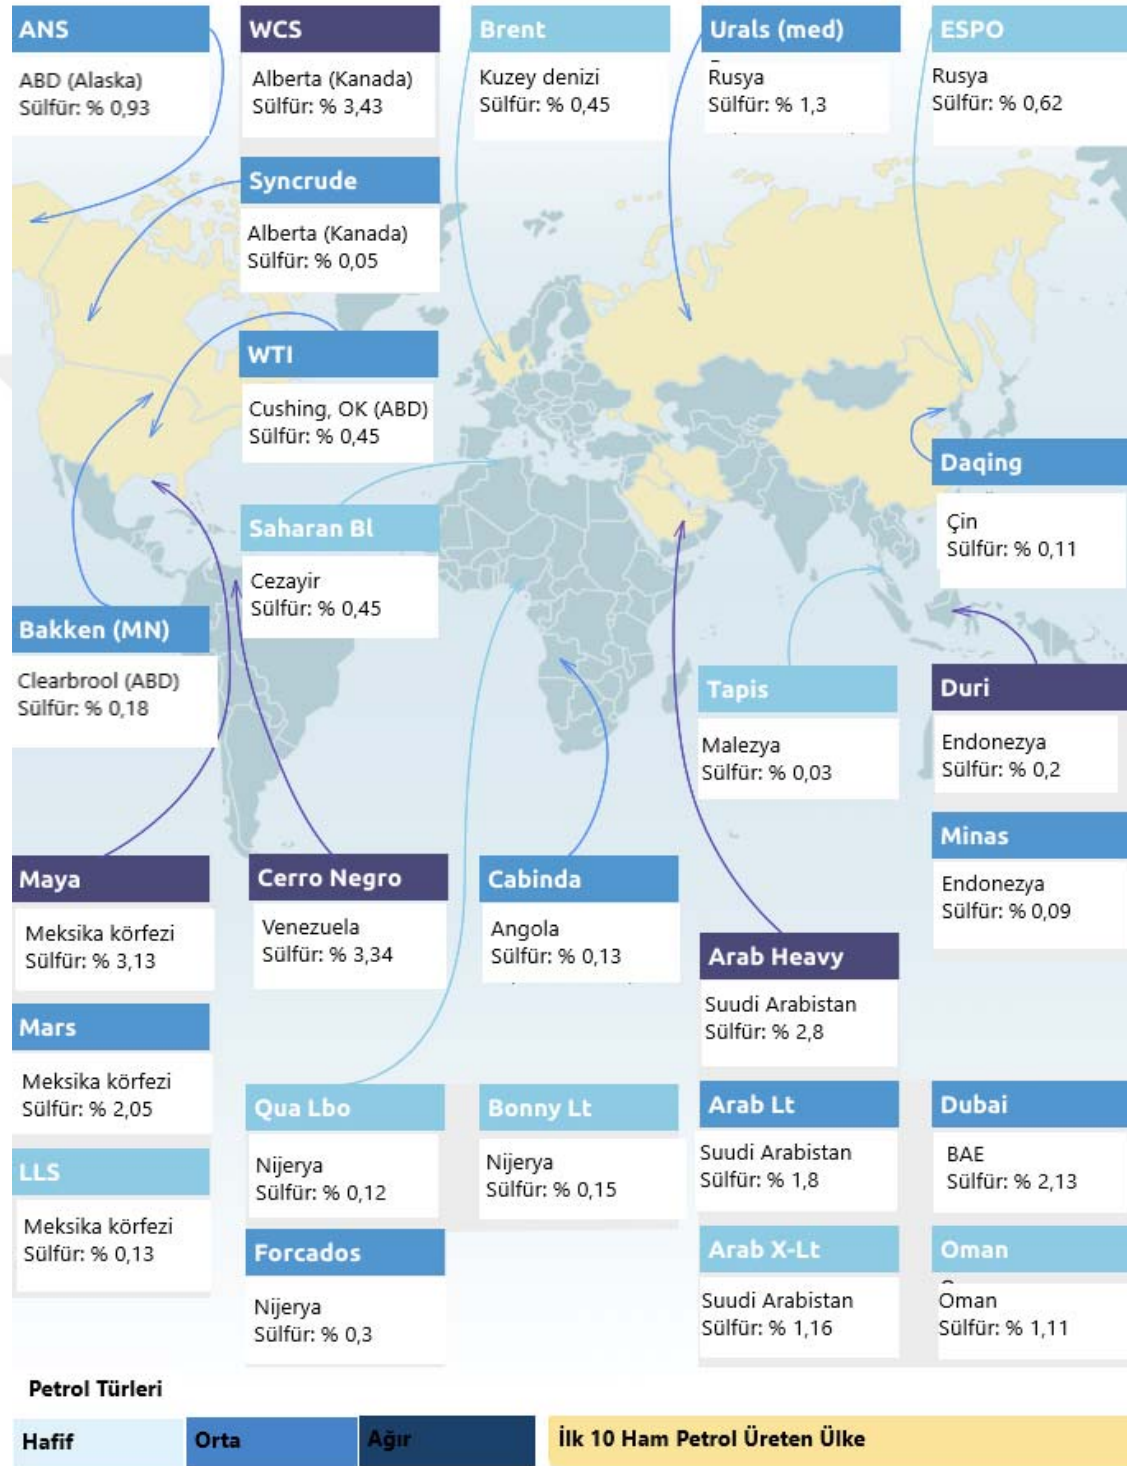 ANS
ABD (Alaska)
Sülfür: % 0,93
WCS
Alberta (Kanada)
Sülfür: % 3,43
Brent
Kuzey denizi
Sülfür: % 0,45
Urals (med)
Rusya
Sülfür: % 1,3
ESPO
Rusya
Sülfür: % 0,62
Syncrude
Alberta (Kanada)
Sülfür: % 0,05
WTI
Cushing, OK (ABD)
Sülfür: % 0,45
Daqing
Çin
Sülfür: % 0,11
Saharan Bl
Cezayir
Sülfür: % 0,45
Bakken (MN)
Clearbrool (ABD)
Sülfür: % 0,18
Tapis
Malezya
Sülfür: % 0,03
Duri
Endonezya
Sülfür: % 0,2
Minas
Endonezya
Sülfür: % 0,09
Maya
Meksika körfezi
Sülfür: % 3,13
Cerro Negro
Venezuela
Sülfür: % 3,34
Cabinda
Angola
Sülfür: % 0,13
Arab Heavy
Suudi Arabistan
Sülfür: % 2,8
Mars
Meksika körfezi
Sülfür: % 2,05
Qua Lbo
Nijerya
Sülfür: % 0,12
Bonny Lt
Nijerya
Sülfür: % 0,15
Arab Lt
Suudi Arabistan
Sülfür: % 1,8
Dubai
BAE
Sülfür: % 2,13
LLS
Meksika körfezi
Sülfür: % 0,13
Forcados
Nijerya
Sülfür: % 0,3
Arab X-Lt
Suudi Arabistan
Sülfür: % 1,16
Oman
Oman
Sülfür: % 1,11
Petrol Türleri
Hafif
Orta
Ağır
İlk 10 Ham Petrol Üreten Ülke